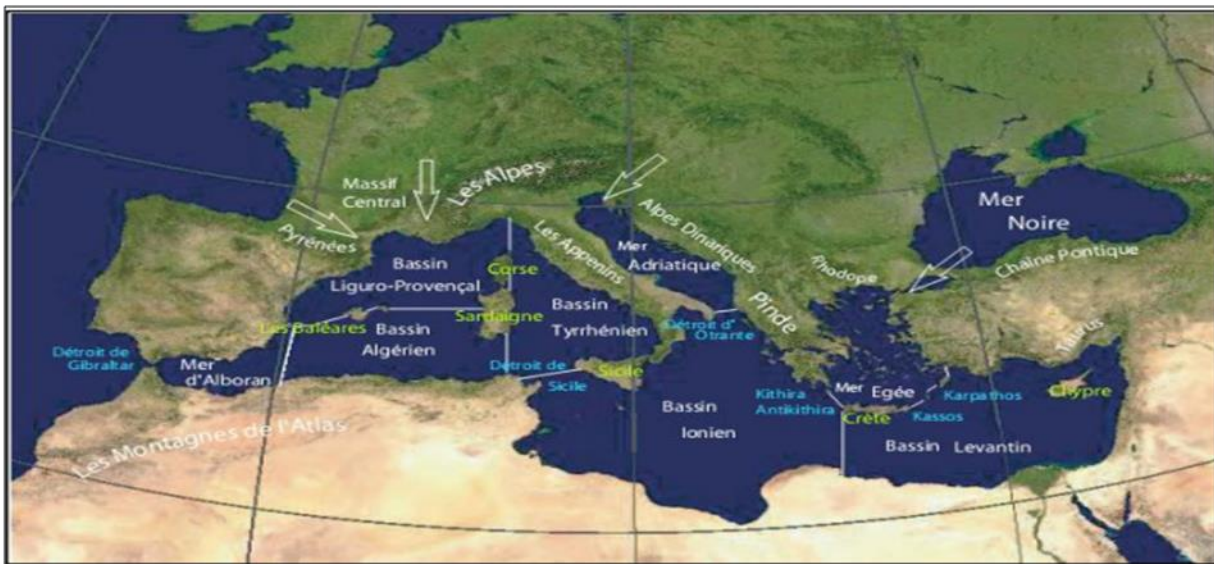 Les Alpes
Massif
Central
Pyrénées
Alpes Dinariques
Mer
Noire
Chaîne Pontique
Les Appenins
Mer
Adriatique
Rhodope
Bassin
Liguro-Provençal
Corse
Bassin
Tyrrhénien
Pinde
Taurus
Les Baléares
Bassin
Algérien
Sardaigne
Détroit d'
Otrante
Détroit de
Gibraltar
Mer
d'Alboran
Détroit de
Sicile
Sicile
Kithira
Antikithira
Mer Egée
Karpathos
Chypre
Bassin
Ionien
Crète
Kassos
Bassin Levantin
Les Montagnes de l'Atlas